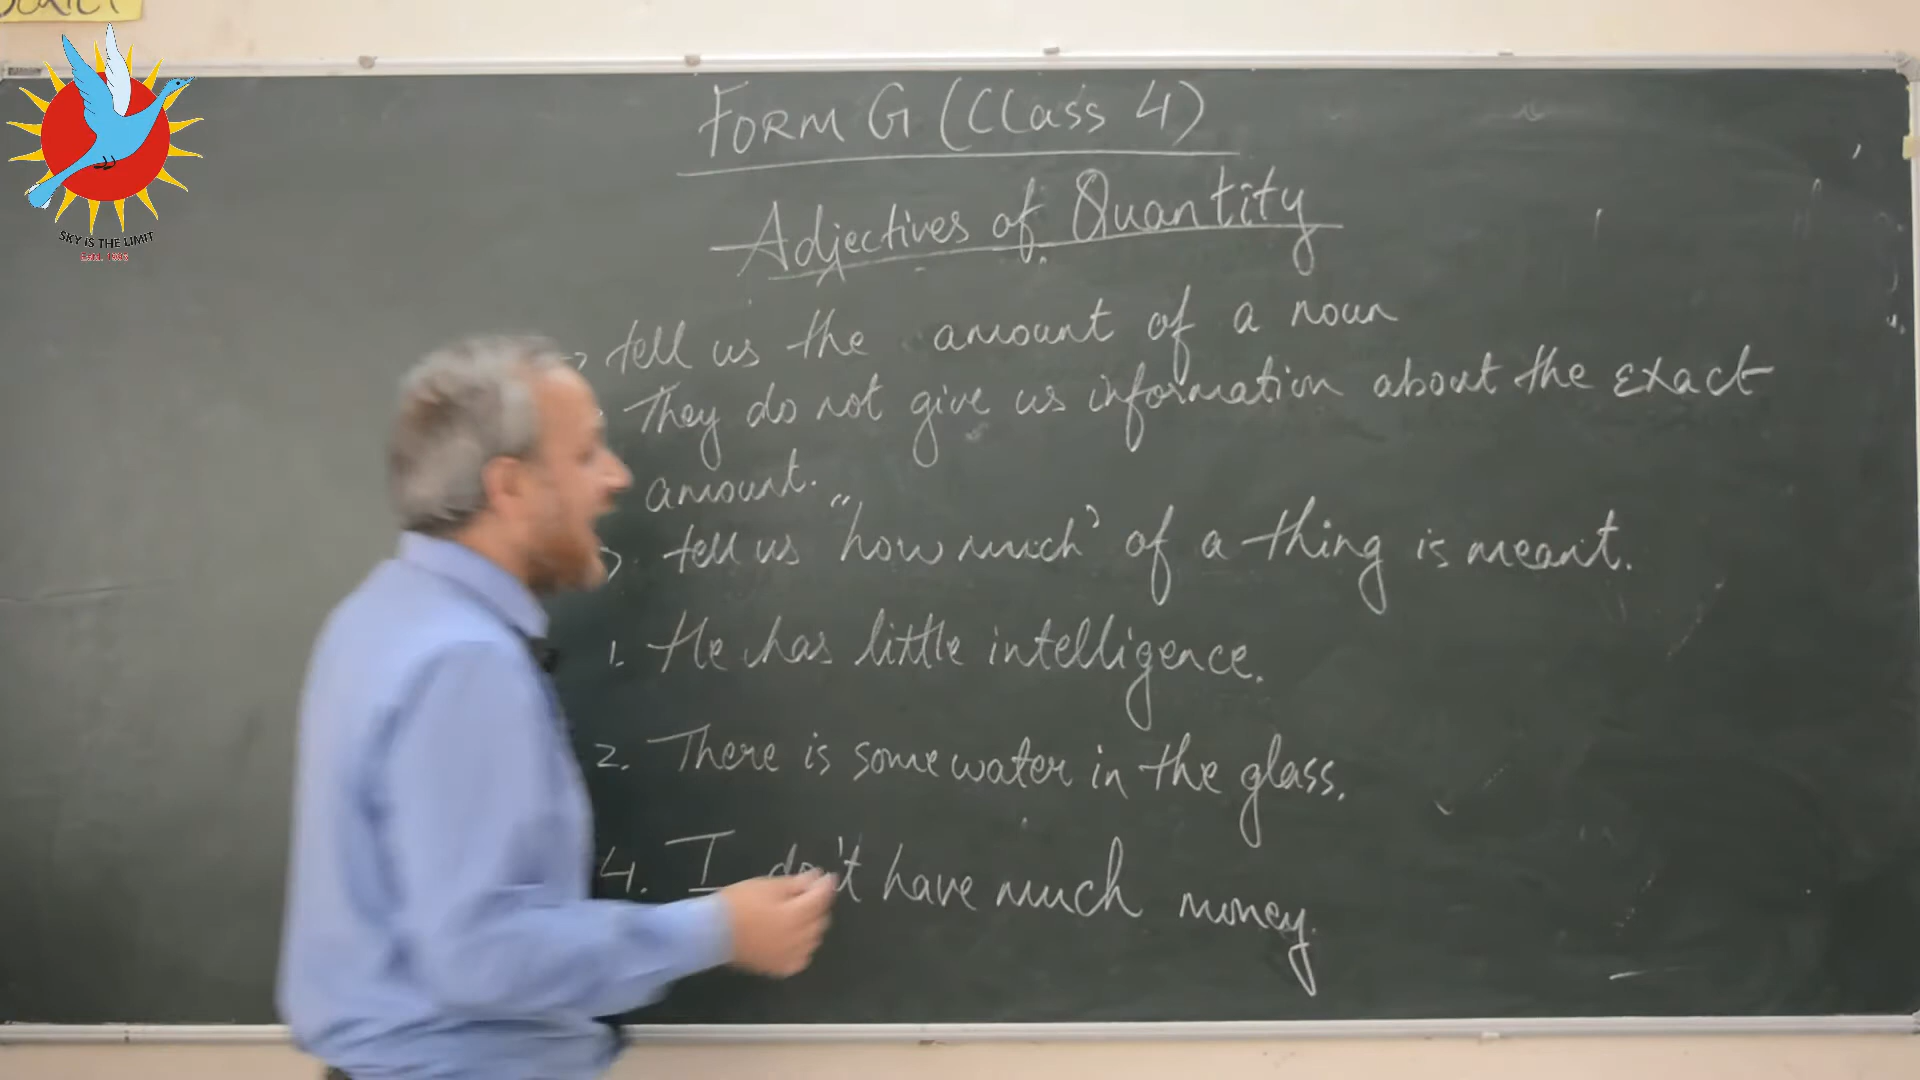 FORM G (Class 4)
Adjectives of Quantity
tell us the amount of a noun
They do not give us information about the exact
amount.
tell us "how much" of a thing is meant.
1. He has little intelligence.
2. There is some water in the glass.
4. I don't have much money.
SKY IS THE LIMIT